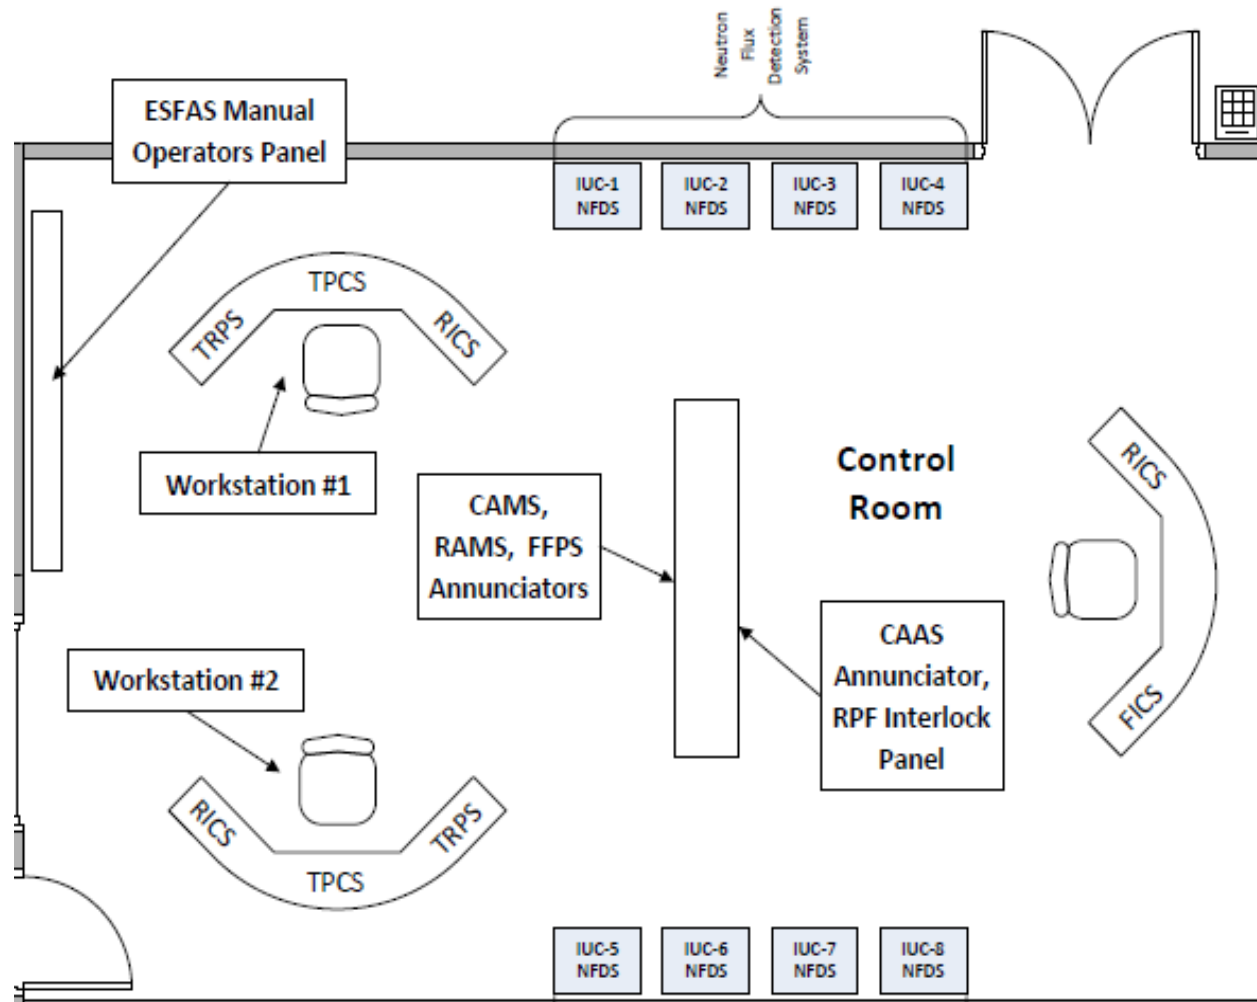 Neutron
Flux
Detection
System
ESFAS Manual
Operators Panel
IUC-1
NFDS
IUC-2
NFDS
IUC-3
NFDS
IUC-4
NFDS
TRPS
TPCS
RICS
Workstation #1
CAMS,
RAMS, FFPS
Annunciators
Control
Room
RICS
FICS
CAAS
Annunciator,
RPF Interlock
Panel
Workstation #2
RICS
TPCS
TRPS
IUC-5
NFDS
IUC-6
NFDS
IUC-7
NFDS
IUC-8
NFDS